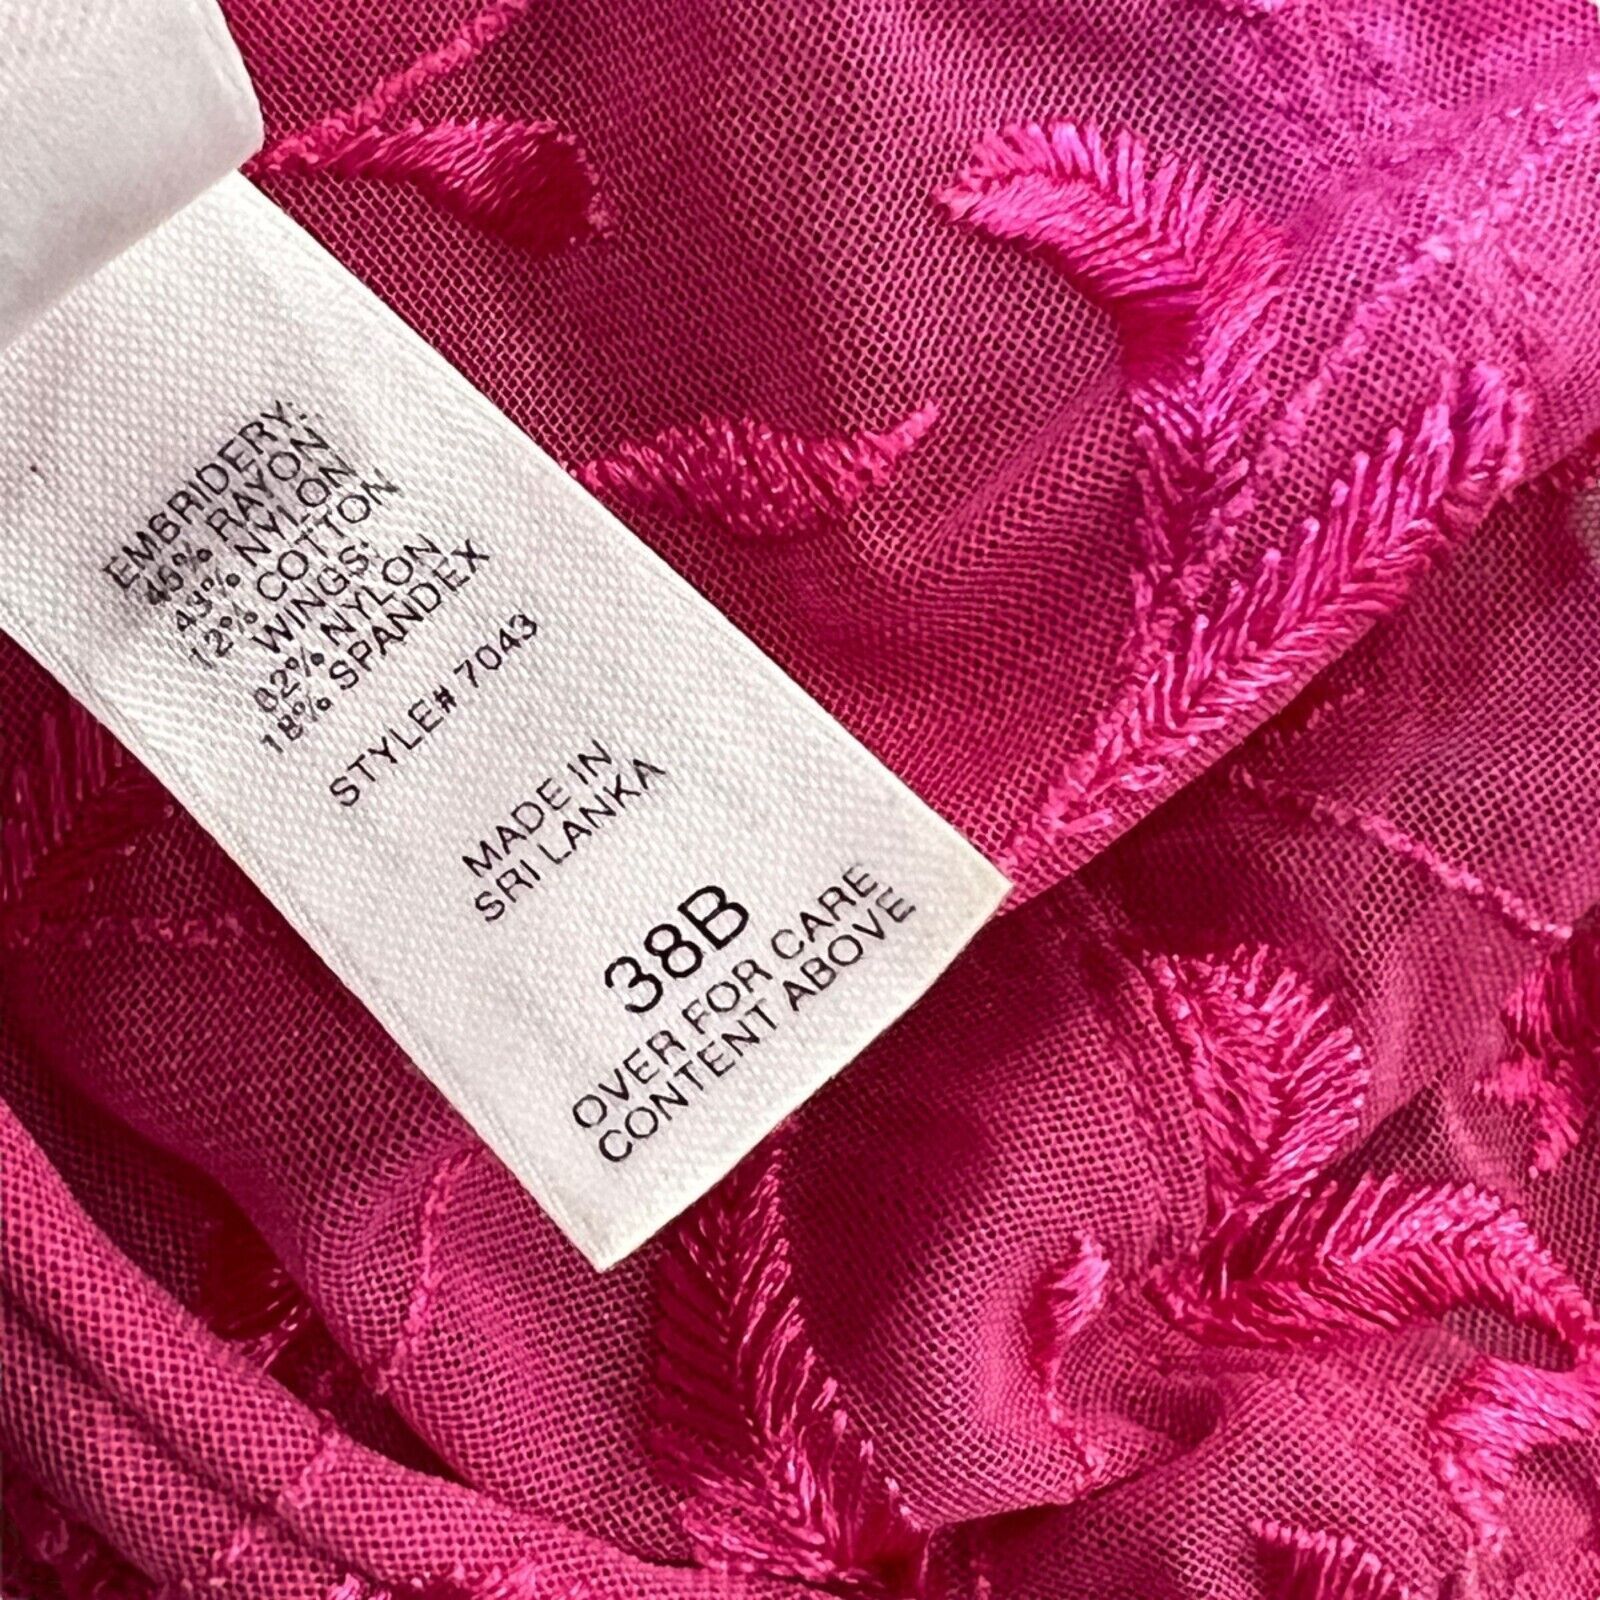 EMBRIDERY:
45% RAYON
43% NYLON
12% COTTON
WINGS:
82% NYLON
18% SPANDEX
STYLE# 7043
MADE IN
SRI LANKA
38B
OVER FOR CARE
CONTENT ABOVE